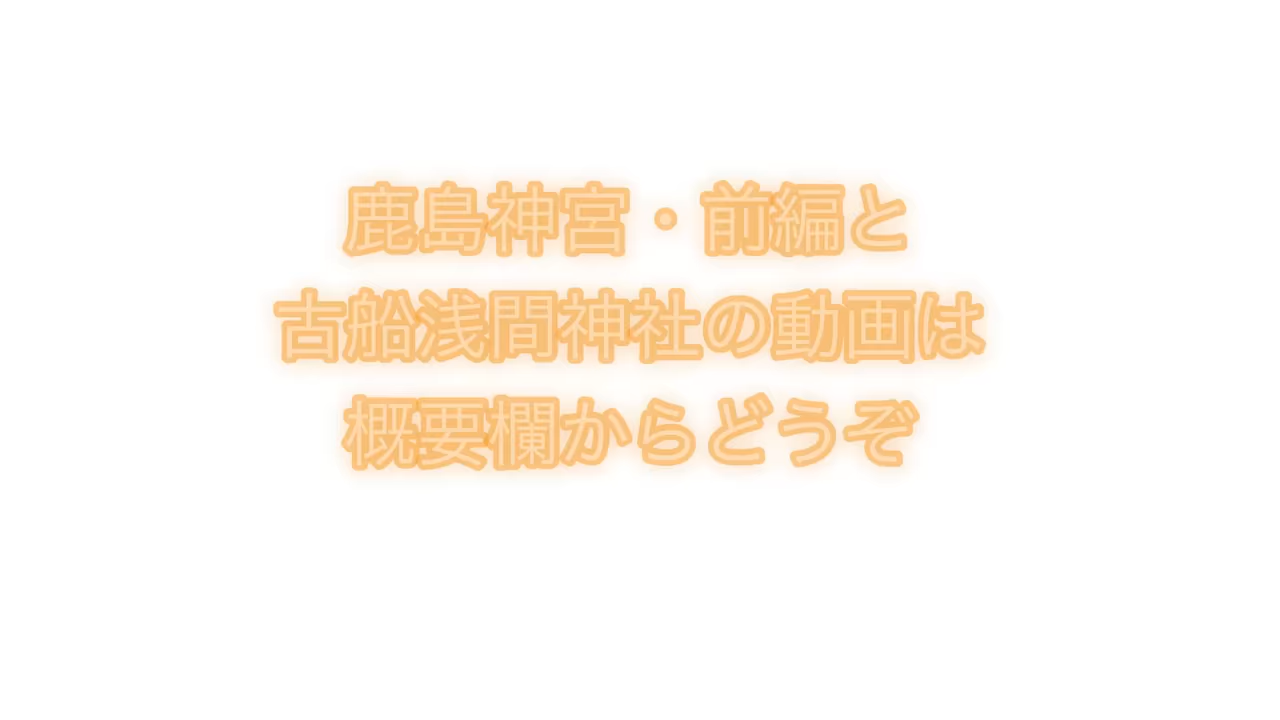 鹿島神宮・前編と
古船浅間神社の動画は
概要欄からどうぞ